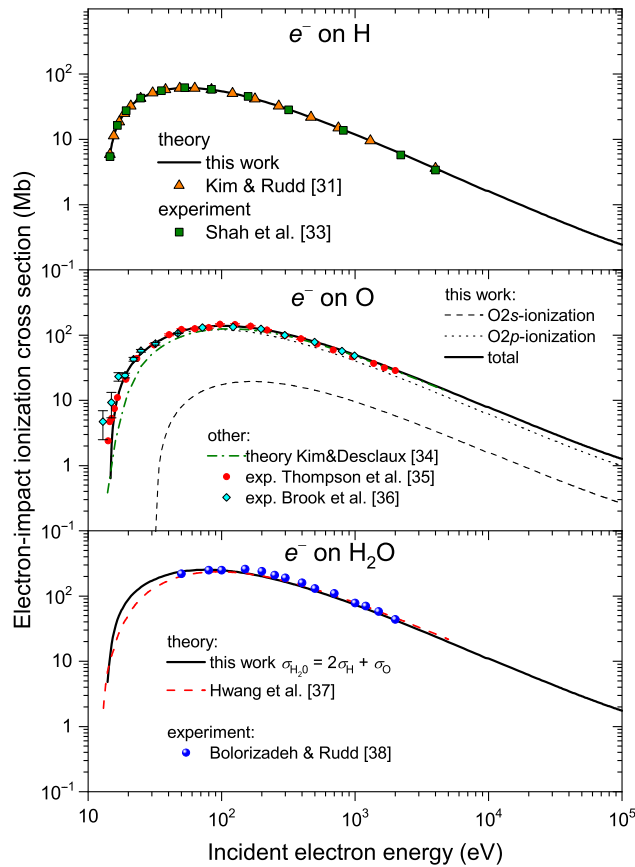 Electron-impact ionization cross section (Mb)
e⁻ on H
10²
10
1
10⁻¹
theory
this work
Kim & Rudd [31]
experiment
Shah et al. [33]
e⁻ on O
10²
10
1
10⁻¹
this work:
O2s-ionization
O2p-ionization
total
other:
theory Kim&Desclaux [34]
exp. Thompson et al. [35]
exp. Brook et al. [36]
e⁻ on H₂O
10²
10
1
10⁻¹
theory:
this work σH₂0 = 2σH + σO
Hwang et al. [37]
experiment:
Bolorizadeh & Rudd [38]
10 10² 10³ 10⁴ 10⁵
Incident electron energy (eV)